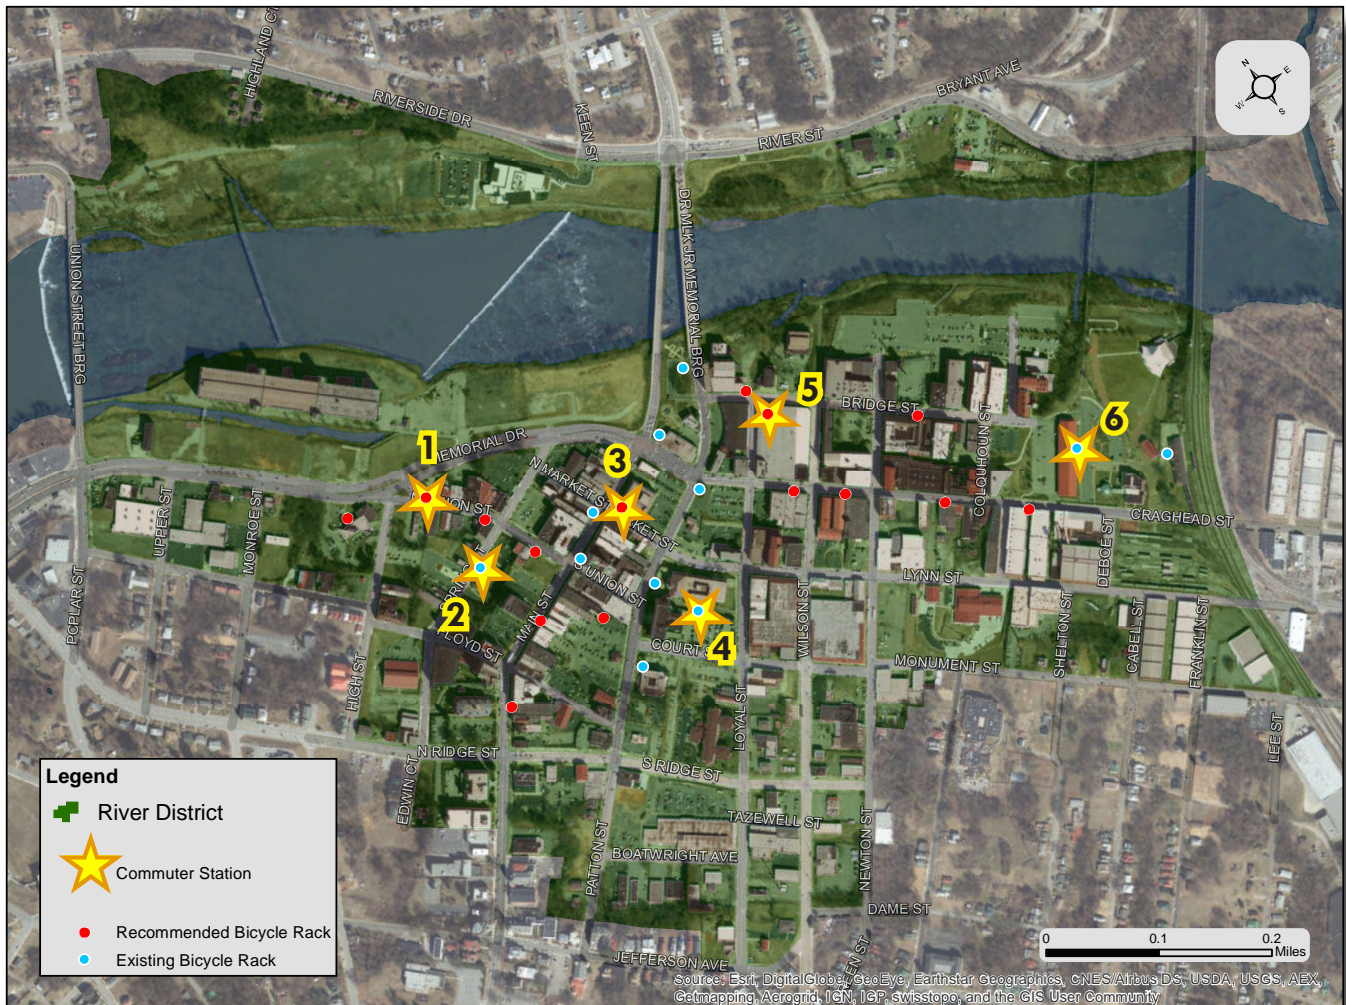 HIGHLAND CT
N
E
W
S
BRYANT AVE
RIVERSIDE DR
KEEN ST
RIVER ST
DR MLK JR MEMORIAL BRG
UNION STREET BRG
5
BRIDGE ST
COLQUHOUN ST
6
1
MEMORIAL DR
3
N MARKET ST
UPPER ST
MONROE ST
CRAGHEAD ST
DEBOE ST
LYNN ST
2
S UNION ST
POPLAR ST
HIGH ST
LOYD ST
MAIN ST
COURT
4
WILSON ST
MONUMENT ST
SHELTON ST
CABELL ST
FRANKLIN ST
LOYAL ST
LEE ST
N RIDGE ST
S RIDGE ST
EDWIN CT
TAZEWELL ST
BOATWRIGHT AVE
PATTON ST
NEWTON ST
DAME ST
JEFFERSON AVE
Legend
River District
Commuter Station
Recommended Bicycle Rack
Existing Bicycle Rack
0 0.1 0.2
Miles
Source: Esri, DigitalGlobe, GeoEye, Earthstar Geographics, CNES/Airbus DS, USDA, USGS, AEX,
Getmapping, Aerogrid, IGN, IGP, swisstopo, and the GIS User Community